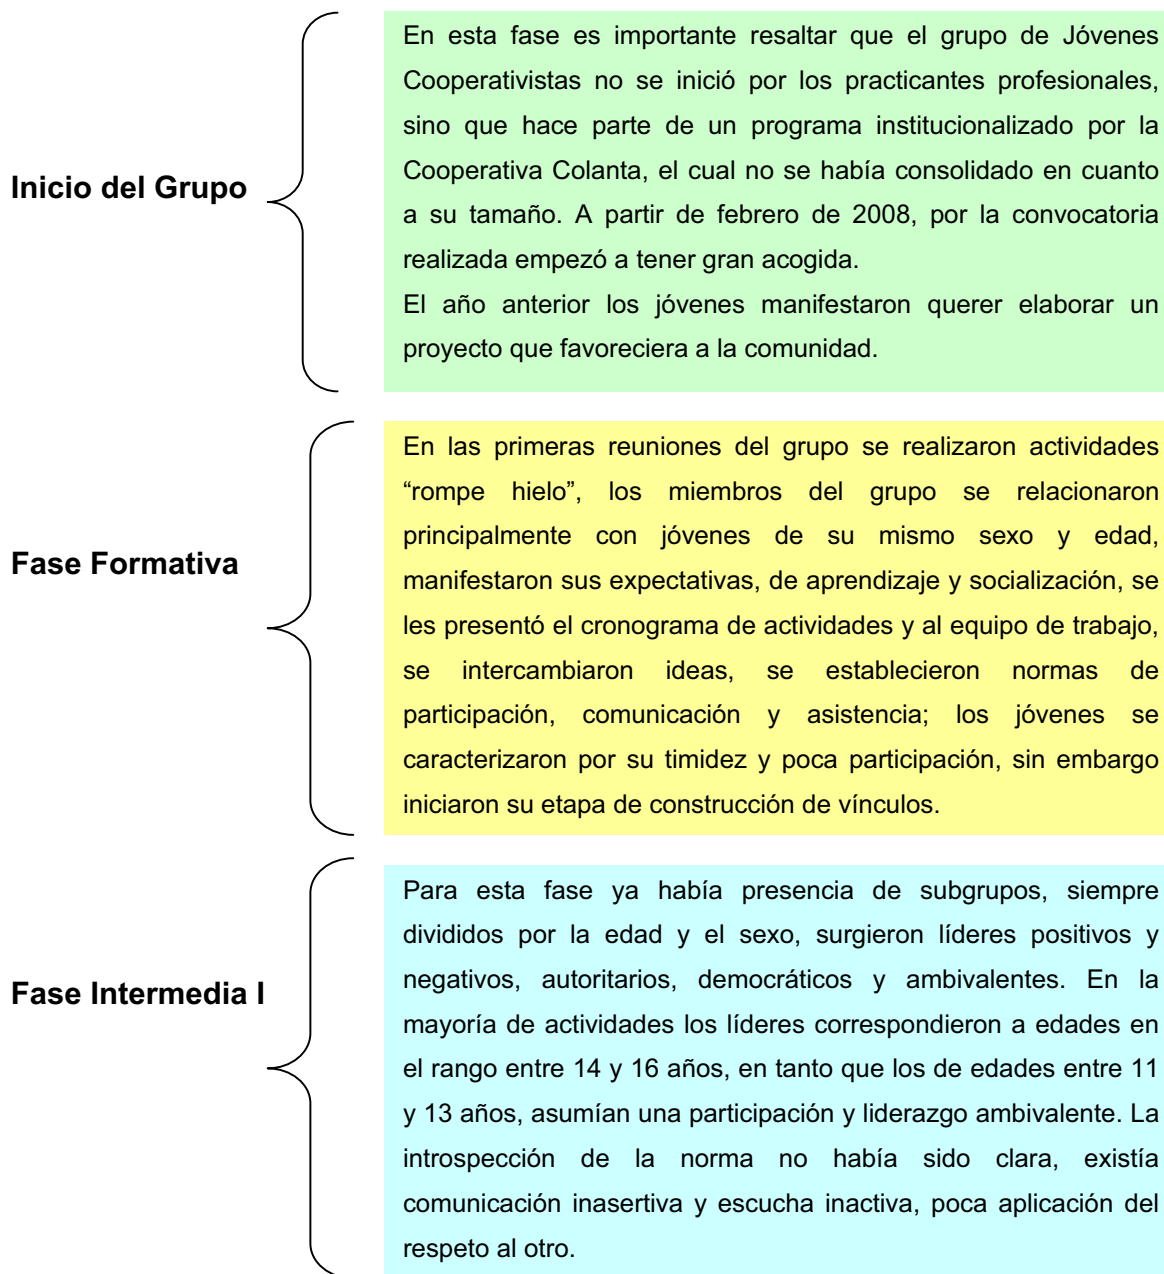 Inicio del Grupo
En esta fase es importante resaltar que el grupo de Jóvenes
Cooperativistas no se inició por los practicantes profesionales,
sino que hace parte de un programa institucionalizado por la
Cooperativa Colanta, el cual no se había consolidado en cuanto
a su tamaño. A partir de febrero de 2008, por la convocatoria
realizada empezó a tener gran acogida.
El año anterior los jóvenes manifestaron querer elaborar un
proyecto que favoreciera a la comunidad.
Fase Formativa
En las primeras reuniones del grupo se realizaron actividades
“rompe hielo”, los miembros del grupo se relacionaron
principalmente con jóvenes de su mismo sexo y edad,
manifestaron sus expectativas, de aprendizaje y socialización, se
les presentó el cronograma de actividades y al equipo de trabajo,
se intercambiaron ideas, se establecieron normas de
participación, comunicación y asistencia; los jóvenes se
caracterizaron por su timidez y poca participación, sin embargo
iniciaron su etapa de construcción de vínculos.
Fase Intermedia I
Para esta fase ya había presencia de subgrupos, siempre
divididos por la edad y el sexo, surgieron líderes positivos y
negativos, autoritarios, democráticos y ambivalentes. En la
mayoría de actividades los líderes correspondieron a edades en
el rango entre 14 y 16 años, en tanto que los de edades entre 11
y 13 años, asumían una participación y liderazgo ambivalente. La
introspección de la norma no había sido clara, existía
comunicación inasertiva y escucha inactiva, poca aplicación del
respeto al otro.